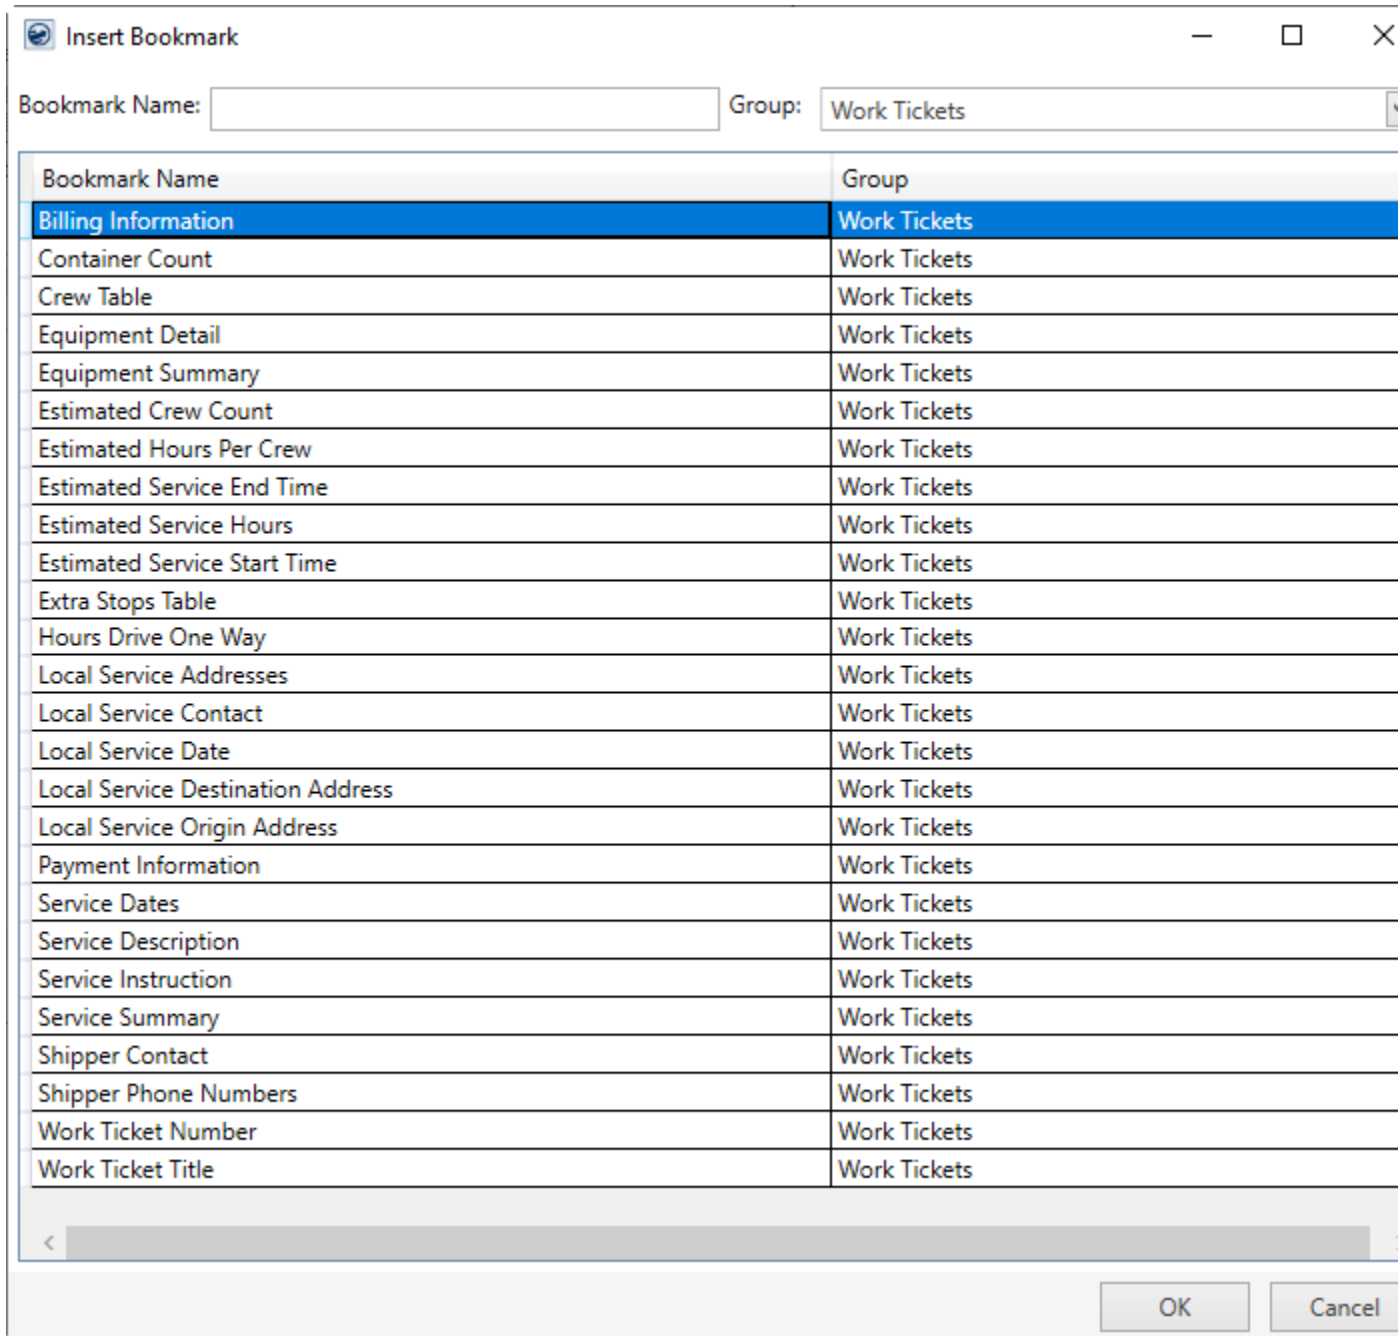 Insert Bookmark
Bookmark Name: Group: Work Tickets
Bookmark Name Group
Billing Information Work Tickets
Container Count Work Tickets
Crew Table Work Tickets
Equipment Detail Work Tickets
Equipment Summary Work Tickets
Estimated Crew Count Work Tickets
Estimated Hours Per Crew Work Tickets
Estimated Service End Time Work Tickets
Estimated Service Hours Work Tickets
Estimated Service Start Time Work Tickets
Extra Stops Table Work Tickets
Hours Drive One Way Work Tickets
Local Service Addresses Work Tickets
Local Service Contact Work Tickets
Local Service Date Work Tickets
Local Service Destination Address Work Tickets
Local Service Origin Address Work Tickets
Payment Information Work Tickets
Service Dates Work Tickets
Service Description Work Tickets
Service Instruction Work Tickets
Service Summary Work Tickets
Shipper Contact Work Tickets
Shipper Phone Numbers Work Tickets
Work Ticket Number Work Tickets
Work Ticket Title Work Tickets
OK Cancel